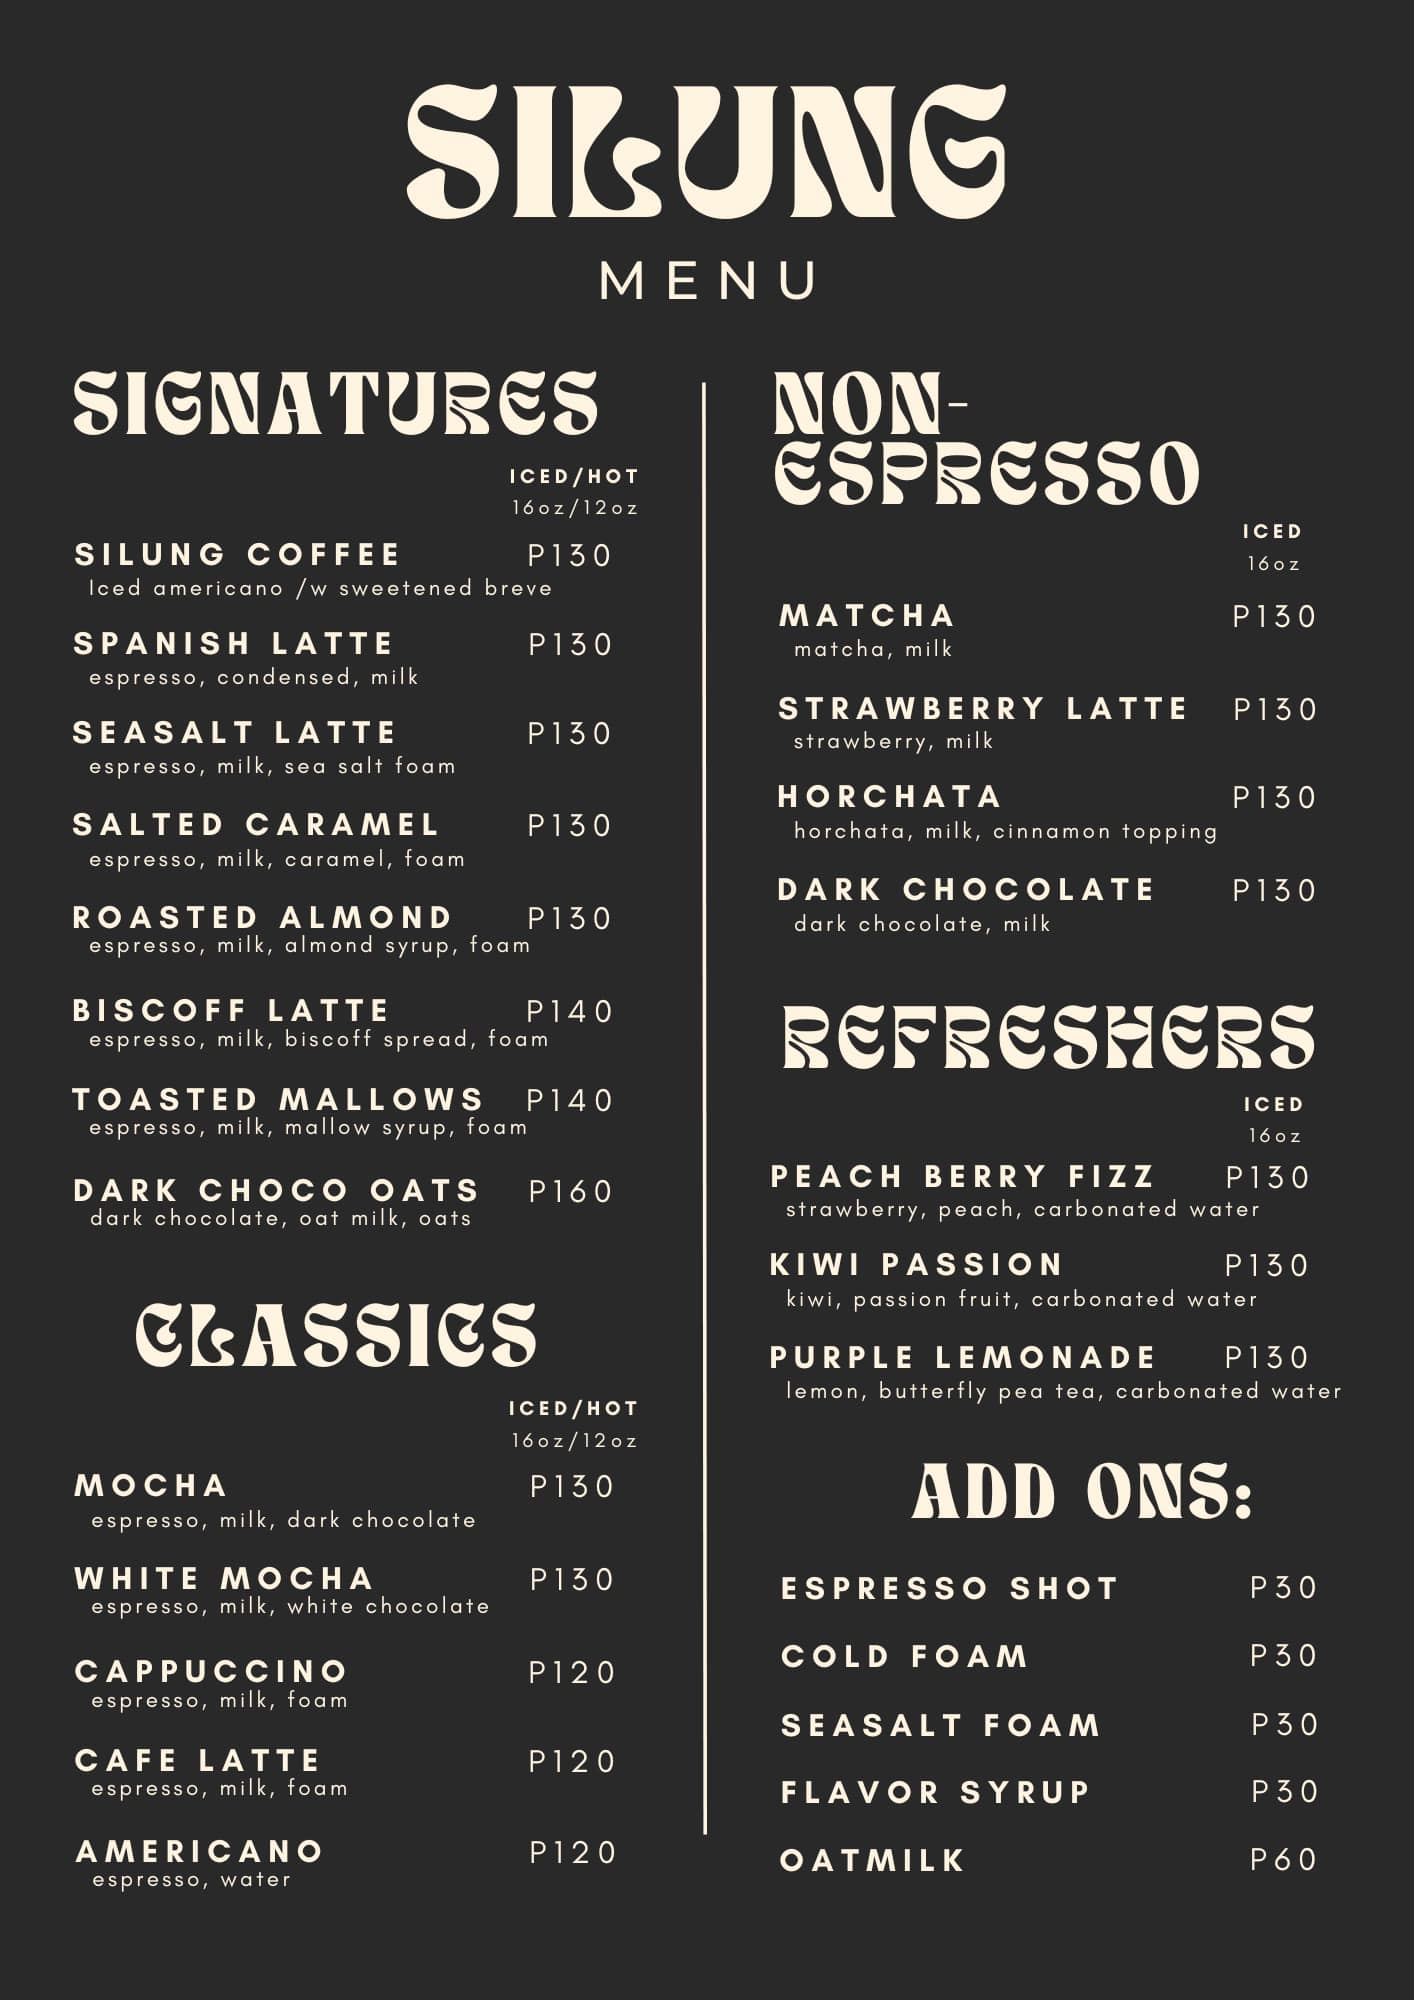 SILUNG
MENU
SIGNATURES
ICED/HOT
16oz/12oz
SILUNG COFFEE P130
Iced americano /w sweetened breve
SPANISH LATTE P130
espresso, condensed, milk
SEASALT LATTE P130
espresso, milk, sea salt foam
SALTED CARAMEL P130
espresso, milk, caramel, foam
ROASTED ALMOND P130
espresso, milk, almond syrup, foam
BISCOFF LATTE P140
espresso, milk, biscoff spread, foam
TOASTED MALLOWS P140
espresso, milk, mallow syrup, foam
DARK CHOCO OATS P160
dark chocolate, oat milk, oats
CLASSICS
ICED/HOT
16oz/12oz
MOCHA P130
espresso, milk, dark chocolate
WHITE MOCHA P130
espresso, milk, white chocolate
CAPPUCCINO P120
espresso, milk, foam
CAFE LATTE P120
espresso, milk, foam
AMERICANO P120
espresso, water
NON-
ESPRESSO
ICED
16oz
MATCHA P130
matcha, milk
STRAWBERRY LATTE P130
strawberry, milk
HORCHATA P130
horchata, milk, cinnamon topping
DARK CHOCOLATE P130
dark chocolate, milk
REFRESHERS
ICED
16oz
PEACH BERRY FIZZ P130
strawberry, peach, carbonated water
KIWI PASSION P130
kiwi, passion fruit, carbonated water
PURPLE LEMONADE P130
lemon, butterfly pea tea, carbonated water
ADD ONS:
ESPRESSO SHOT P30
COLD FOAM P30
SEASALT FOAM P30
FLAVOR SYRUP P30
OATMILK P60